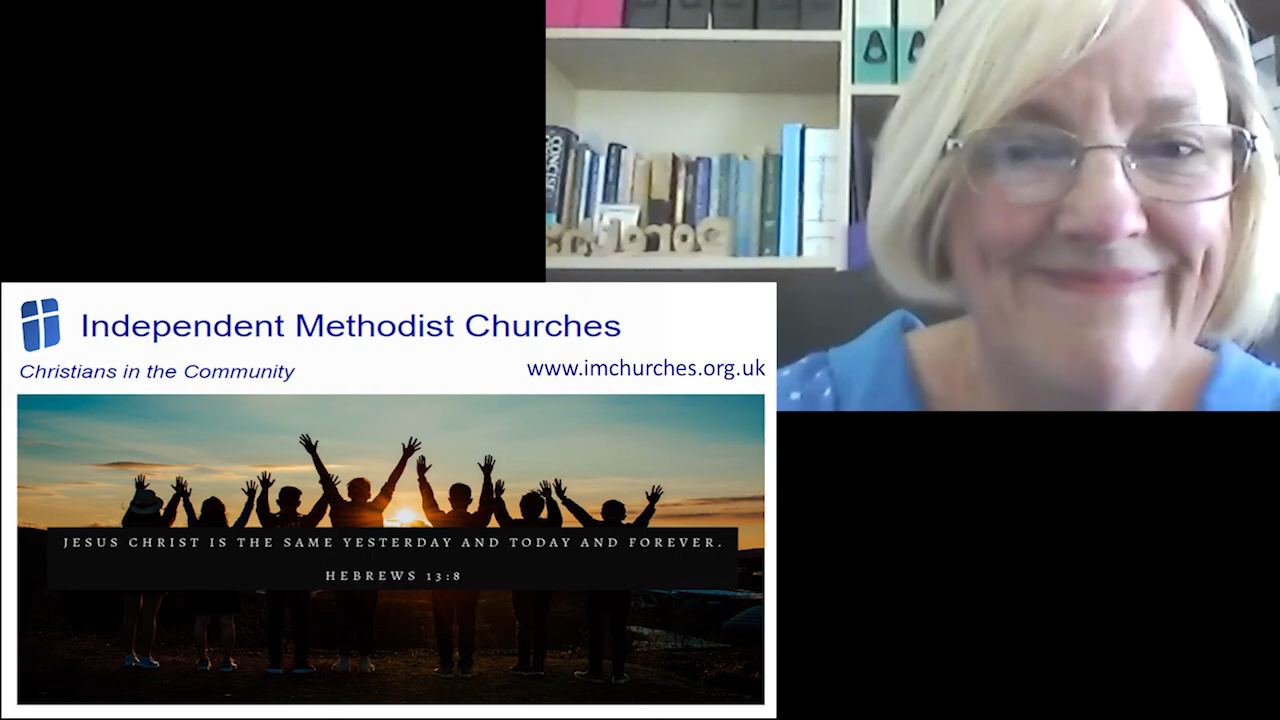 CONCISE
Independent Methodist Churches
Christians in the Community
www.imchurches.org.uk
JESUS CHRIST IS THE SAME YESTERDAY AND TODAY AND FOREVER.
HEBREWS 13:8